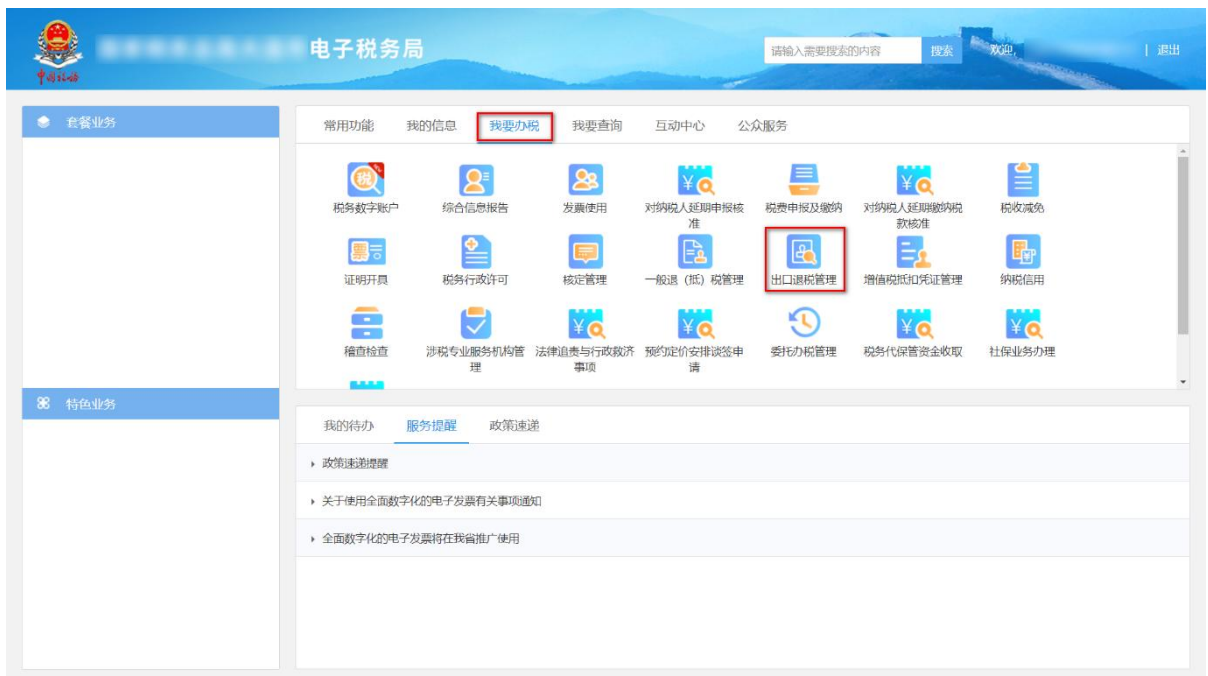 电子税务局
请输入需要搜索的内容 搜索 欢迎, | 退出
中国税务
套餐业务
常用功能 我的信息 我要办税 我要查询 互动中心 公众服务
税
税务数字账户 综合信息报告 发票使用 对纳税人延期申报核
准 税费申报及缴纳 对纳税人延期缴纳税
款核准 税收减免
票
证明开具 税务行政许可 核定管理 一般退（抵）税管理 出口退税管理 增值税抵扣凭证管理 纳税信用
稽查检查 涉税专业服务机构管
理 法律追责与行政救济
事项 预约定价安排谈签申
请 委托办税管理 税务代保管资金收取 社保业务办理
特色业务
我的待办 服务提醒 政策速递
政策速递提醒
关于使用全面数字化的电子发票有关事项通知
全面数字化的电子发票将在我省推广使用